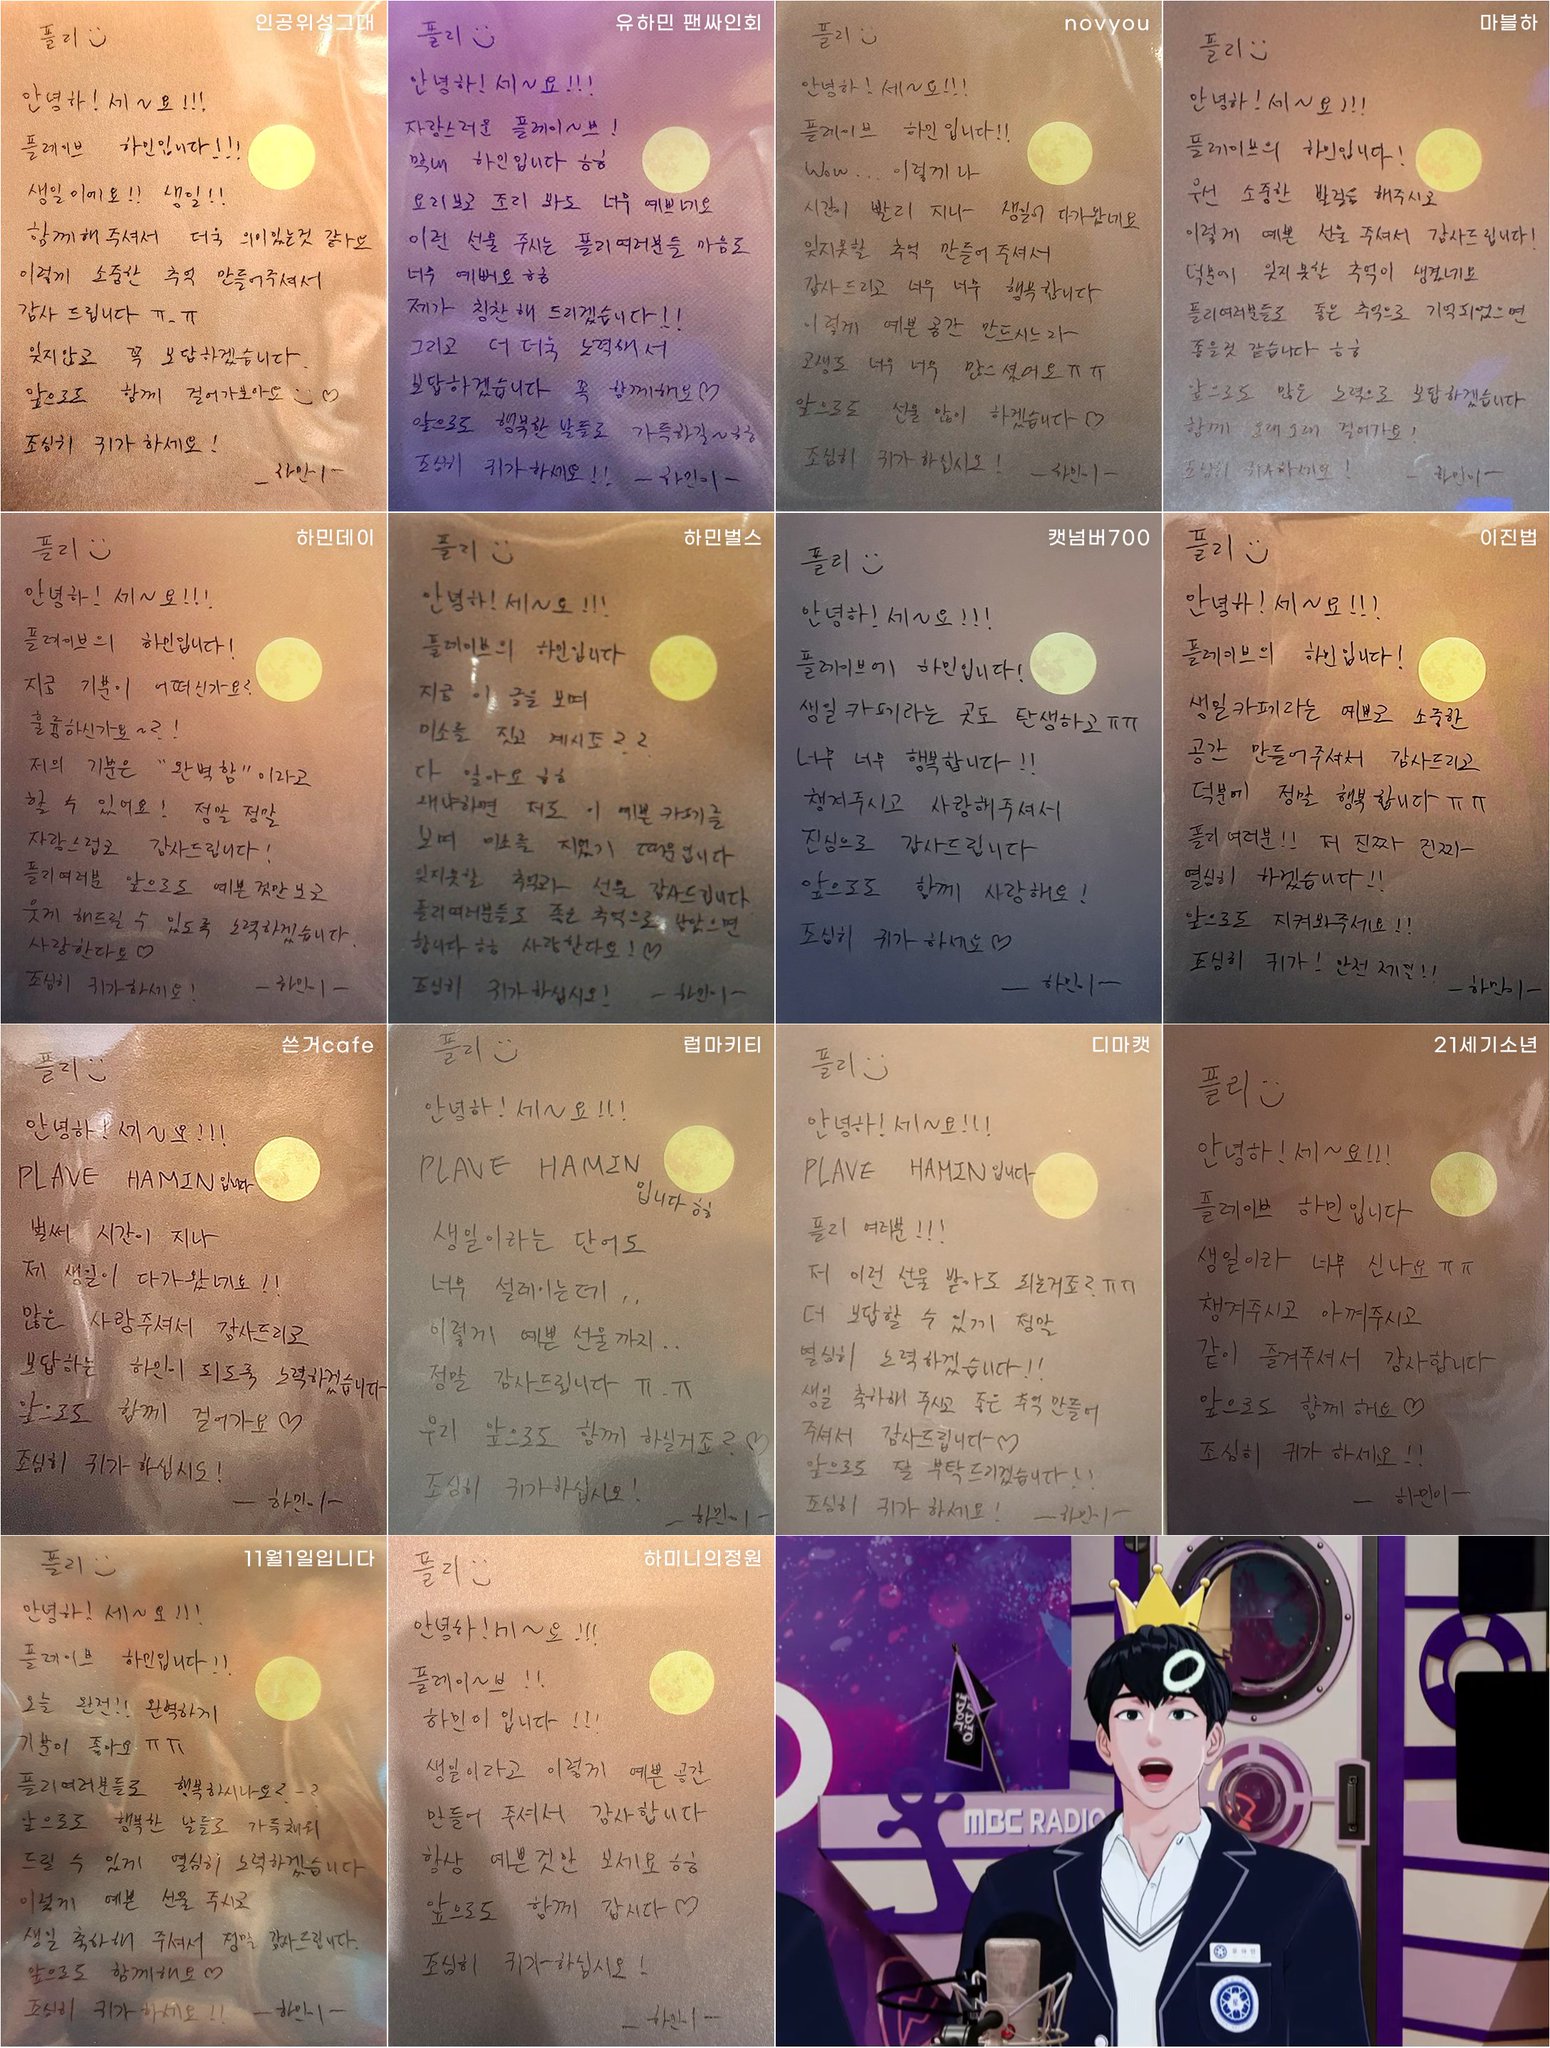 인공위성그대
플리
안녕하!세~요!!!
플레이브 하민입니다!!!
생일이에요!! 생일!!
함께해주셔서 더욱 의미있는것 같아요
이렇게 소중한 추억 만들어주셔서
감사드립니다 ㅠ_ㅠ
잊지않고 꼭 보답하겠습니다.
앞으로도 함께 걸어가보아요
조심히 귀가하세요!
_하민이-
유하민 팬싸인회
플리
안녕하!세~요!!!
자랑스러운 플레이~브!
막내 하민입니다 ㅎㅎ
요리보고 조리 봐도 너무 예쁘네요
이런 선물 주시는 플리여러분들 마음도
너무 예뻐요 ㅎㅎ
제가 칭찬해 드리겠습니다!!
그리고 더 더욱 노력해서
보답하겠습니다 꼭 함께해요♡
앞으로도 행복한 날들로 가득하길~ㅎㅎ
조심히 귀가하세요!! -하민이-
novyou
플리
안녕하!세~요!!!
플레이브 하민입니다!!
Wow... 이렇게나
시간이 빨리 지나 생일이 다가왔네요
잊지못할 추억 만들어주셔서
감사드리고 너무 너무 행복합니다
이렇게 예쁜공간 만드시느라
고생도 너무 너무 많으셨어요ㅠㅠ
앞으로도 선물 많이 하겠습니다♡
조심히 귀가하십시오! -하민이-
마블하
플리
안녕하!세~요!!!
플레이브의 하민입니다!
우선 소중한 발걸음 해주시고
이렇게 예쁜 선물 주셔서 감사드립니다!
덕분에 잊지못할 추억이 생겼네요
플리여러분들도 좋은 추억으로 기억되었으면
좋을것 같습니다 ㅎㅎ
앞으로도 많은 노력으로 보답하겠습니다
함께 오래오래 걸어가요!
조심히 귀가하세요! -하민이-
하민데이
플리
안녕하!세~요!!!
플레이브의 하민입니다!
지금 기분이 어떠신가요?
훌륭하신가요~?!
저의 기분은 "완벽함"이라고
할 수 있어요! 정말 정말
자랑스럽고 감사드립니다!
플리여러분 앞으로도 예쁜것만보고
웃게 해드릴 수 있도록 노력하겠습니다.
사랑한다요♡
조심히 귀가하세요! -하민이-
하민벌스
플리
안녕하!세~요!!!
플레이브의 하민입니다
지금 이 글을 보며
미소를 짓고 계시죠??
다 알아요 ㅎㅎ
왜냐하면 저도 이 예쁜카페를
보며 미소를 지었기 때문입니다
잊지못할 추억과 선물 감사드립니다
플리여러분들도 좋은 추억으로 남았으면
합니다 ㅎㅎ 사랑한다요!♡
조심히 귀가하십시오! -하민이-
캣넘버700
플리
안녕하!세~요!!!
플레이브에 하민입니다!
생일 카페라는 곳도 탄생하고ㅠㅠ
너무 너무 행복합니다!!
챙겨주시고 사랑해주셔서
진심으로 감사드립니다
앞으로도 함께 사랑해요!
조심히 귀가하세요♡
- 하민이-
이진법
플리
안녕하!세~요!!!
플레이브의 하민입니다!
생일카페라는 예쁘고 소중한
공간 만들어주셔서 감사드리고
덕분에 정말 행복합니다ㅠㅠ
플리여러분!! 저 진짜 진짜
열심히 하겠습니다!!
앞으로도 지켜봐주세요!!
조심히 귀가! 안전 제일!!
-하민이-
쓴거cafe
플리
안녕하!세~요!!!
PLAVE HAMIN입니다
벌써 시간이 지나
제 생일이 다가왔네요!!
많은 사랑주셔서 감사드리고
보답하는 하민이 되도록 노력하겠습니다
앞으로도 함께 걸어가요♡
조심히 귀가하십시오!
- 하민이-
럽마키티
플리
안녕하!세~요!!!
PLAVE HAMIN
입니다 ㅎㅎ
생일이라는 단어도
너무 설레이는데..
이렇게 예쁜선물까지..
정말 감사드립니다 ㅠ_ㅠ
우리 앞으로도 함께 하실거죠?♡
조심히 귀가하십시오!
-하민이-
디마캣
플리
안녕하!세~요!!!
PLAVE HAMIN입니다
플리 여러분!!!
저 이런 선물 받아도 되는거죠?ㅠㅠ
더 보답할 수 있게 정말
열심히 노력하겠습니다!!
생일 축하해 주시고 좋은 추억만들어
주셔서 감사드립니다♡
앞으로도 잘 부탁드리겠습니다!!
조심히 귀가하세요! -하민이-
21세기소년
플리
안녕하!세~요!!!
플레이브 하민입니다
생일이라 너무 신나요ㅠㅠ
챙겨주시고 아껴주시고
같이 즐겨주셔서 감사합니다
앞으로도 함께해요♡
조심히 귀가하세요!!
- 하민이-
11월1일입니다
플리
안녕하!세~요!!!
플레이브 하민입니다!!
오늘 완전!! 완벽하게
기분이 좋아요ㅠㅠ
플리여러분들도 행복하시나요?-?
앞으로도 행복한 날들로 가득채워
드릴 수 있게 열심히 노력하겠습니다
이렇게 예쁜 선물 주시고
생일 축하해 주셔서 정말 감사드립니다.
앞으로도 함께해요♡
조심히 귀가하세요!! -하민이-
하미니의정원
플리
안녕하!세~요!!!
플레이~브!!
하민이입니다!!!
생일이라고 이렇게 예쁜공간
만들어 주셔서 감사합니다
항상 예쁜것만 보세요 ㅎㅎ
앞으로도 함께 갑시다♡
조심히 귀가하십시오!
-하민이-
MBC RADIO
유하민